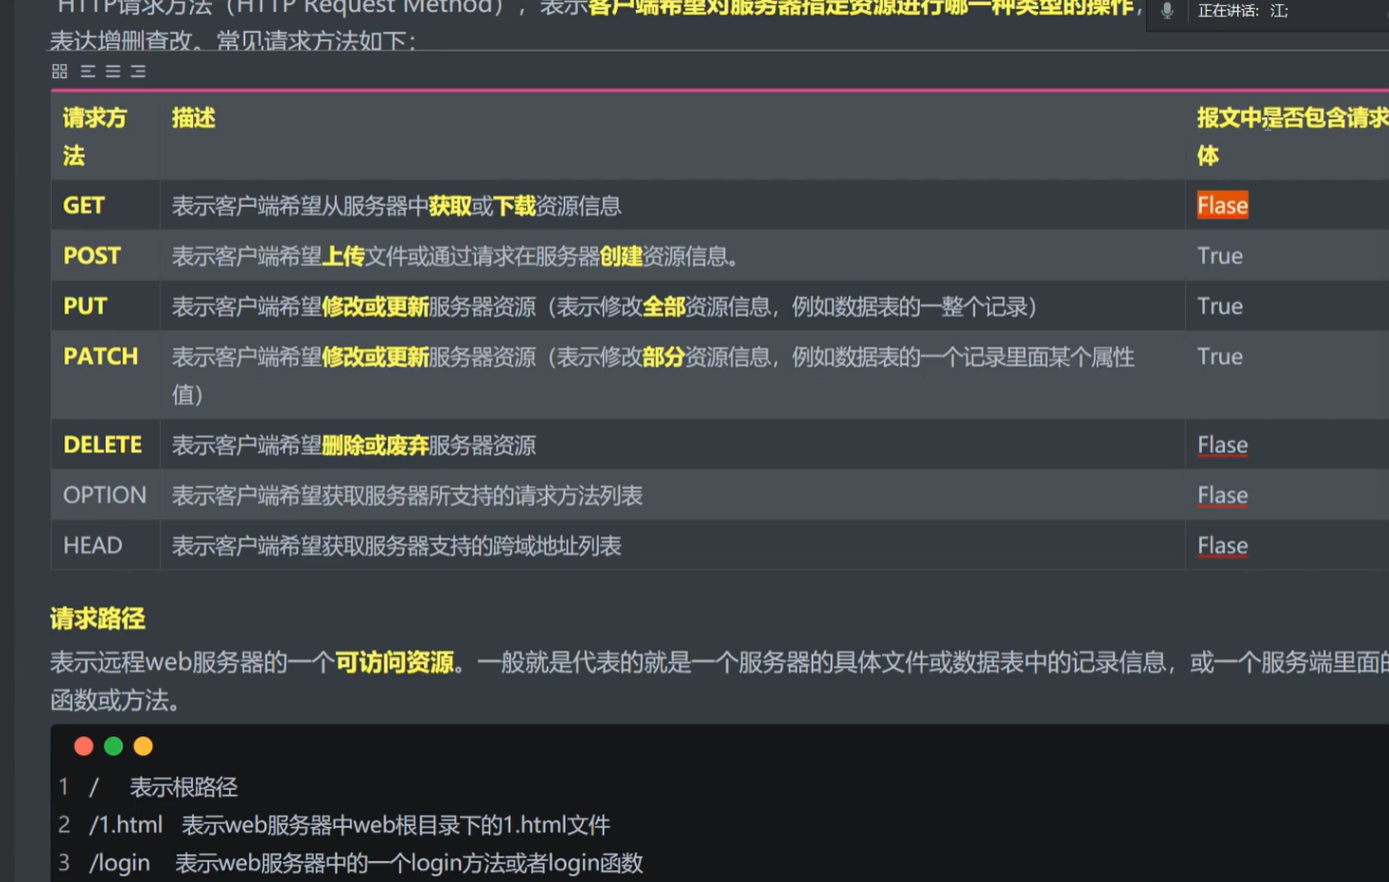 HTTP请求方法（HTTP Request Method），表示客户端希望对服务器指定资源进行哪一种类型的操作，
正在讲话: 江;
表达增删查改。常见请求方法如下：
请求方法 描述 报文中是否包含请求体
GET 表示客户端希望从服务器中获取或下载资源信息 Flase
POST 表示客户端希望上传文件或通过请求在服务器创建资源信息。 True
PUT 表示客户端希望修改或更新服务器资源（表示修改全部资源信息，例如数据表的一整个记录） True
PATCH 表示客户端希望修改或更新服务器资源（表示修改部分资源信息，例如数据表的一个记录里面某个属性 True
值）
DELETE 表示客户端希望删除或废弃服务器资源 Flase
OPTION 表示客户端希望获取服务器所支持的请求方法列表 Flase
HEAD 表示客户端希望获取服务器支持的跨域地址列表 Flase
请求路径
表示远程web服务器的一个可访问资源。一般就是代表的就是一个服务器的具体文件或数据表中的记录信息，或一个服务端里面的
函数或方法。
1 / 表示根路径
2 /1.html 表示web服务器中web根目录下的1.html文件
3 /login 表示web服务器中的一个login方法或者login函数